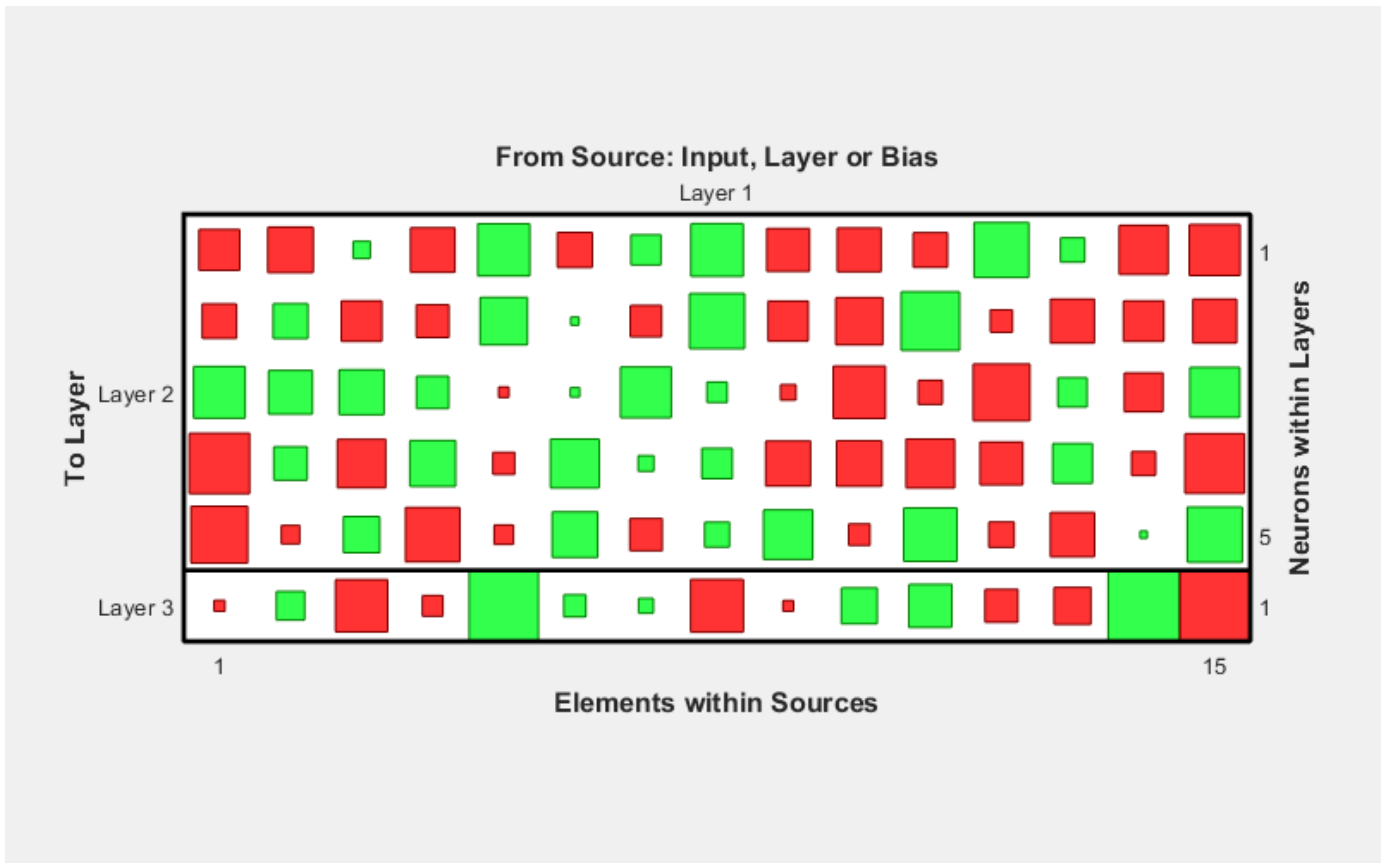 From Source: Input, Layer or Bias
Layer 1
1
Layer 2
To Layer
Neurons within Layers
5
Layer 3
1
1
15
Elements within Sources